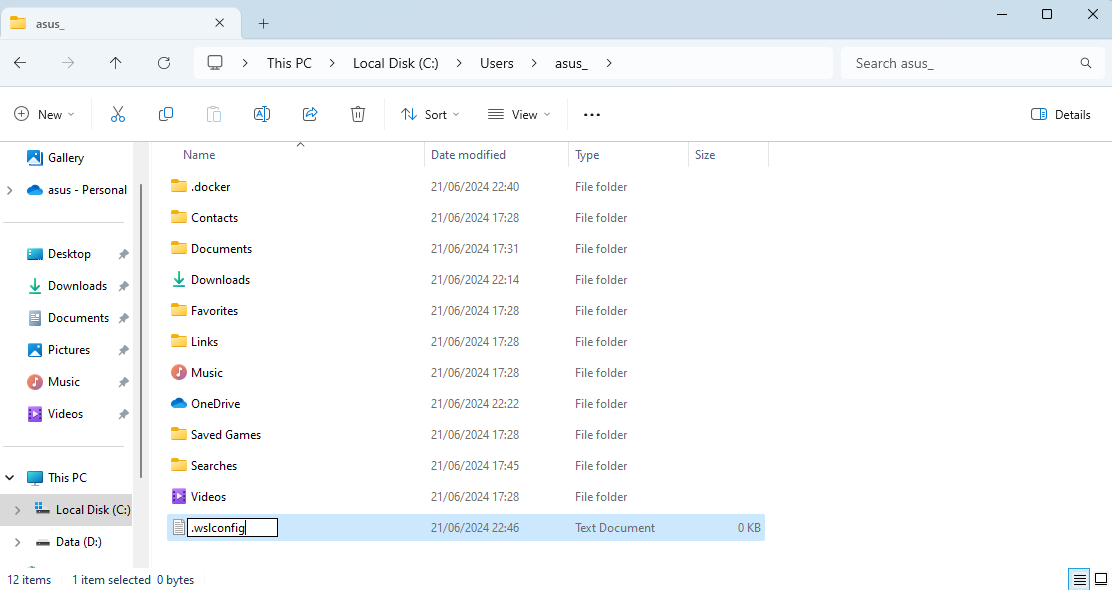 asus_
This PC Local Disk (C:) Users asus_
Search asus_
New Sort View Details
Gallery
asus - Personal
Desktop
Downloads
Documents
Pictures
Music
Videos
This PC
Local Disk (C:)
Data (D:)
Name Date modified Type Size
.docker 21/06/2024 22:40 File folder
Contacts 21/06/2024 17:28 File folder
Documents 21/06/2024 17:31 File folder
Downloads 21/06/2024 22:14 File folder
Favorites 21/06/2024 17:28 File folder
Links 21/06/2024 17:28 File folder
Music 21/06/2024 17:28 File folder
OneDrive 21/06/2024 22:22 File folder
Saved Games 21/06/2024 17:28 File folder
Searches 21/06/2024 17:45 File folder
Videos 21/06/2024 17:28 File folder
.wslconfig 21/06/2024 22:46 Text Document 0 KB
12 items 1 item selected 0 bytes